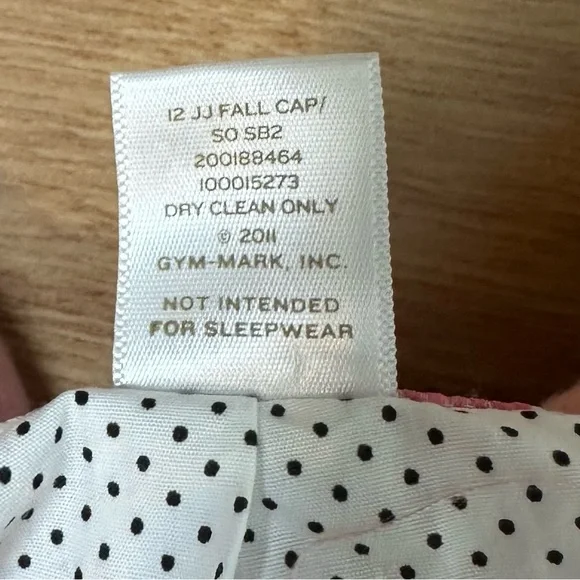 12 JJ FALL CAP/
SO SB2
200188464
100015273
DRY CLEAN ONLY
© 2011
GYM-MARK, INC.
NOT INTENDED
FOR SLEEPWEAR